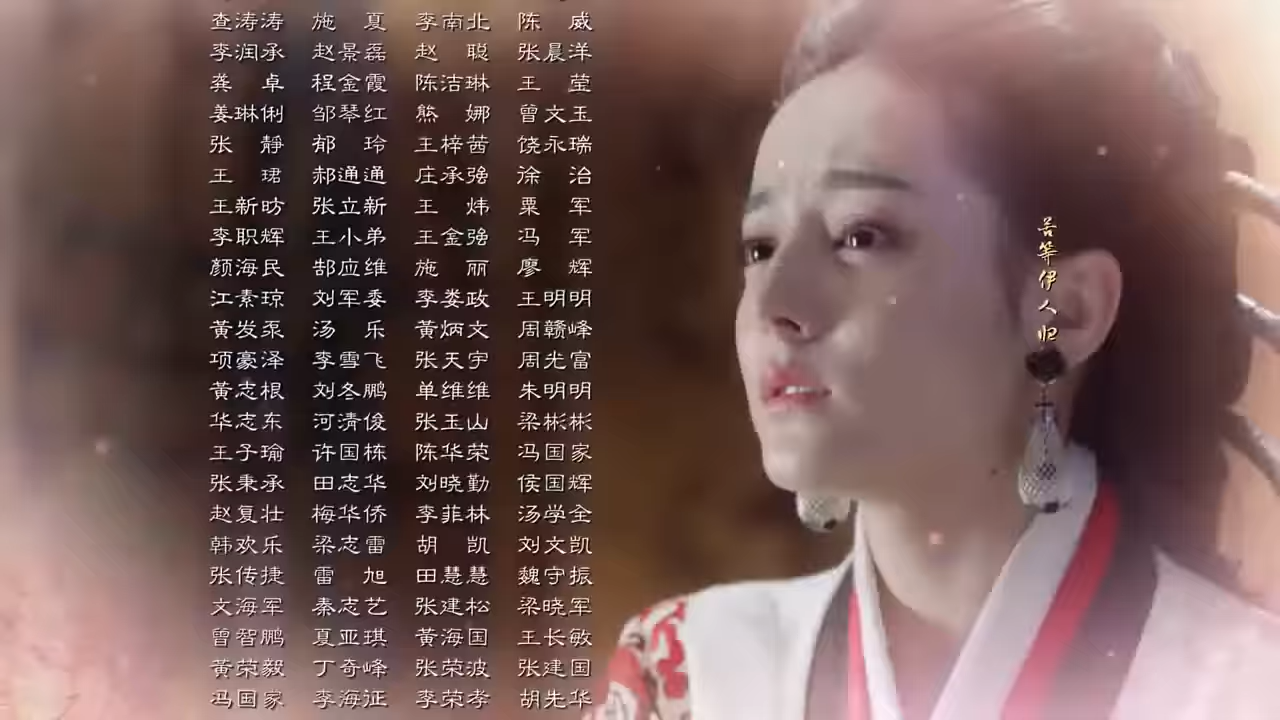 查涛涛 施夏 李南北 陈威
李润承 赵景磊 赵聪 张晨洋
龚卓 程金霞 陈洁琳 王莹
姜琳俐 邹琴红 熊娜 曾文玉
张静 郁玲 王梓茜 饶永瑞
王珺 郝通通 庄承强 徐治
王新昉 张立新 王炜 粟军
李职辉 王小弟 王金强 冯军
颜海民 郜应维 施丽 廖辉
江素琼 刘军委 李娄政 王明明
黄发泵 汤乐 黄炳文 周赣峰
项豪泽 李雪飞 张天宇 周光富
黄志根 刘冬鹏 单维维 朱明明
华志东 河清俊 张玉山 梁彬彬
王子瑜 许国栋 陈华荣 冯国家
张秉承 田志华 刘晓勤 侯国辉
赵复壮 梅华侨 李菲林 汤学全
韩欢乐 梁志雷 胡凯 刘文凯
张传捷 雷旭 田慧慧 魏守振
文海军 秦志艺 张建松 梁晓军
曾智鹏 夏亚琪 黄海国 王长敏
黄荣毅 丁奇峰 张荣波 张建国
冯国家 李海证 李荣孝 胡先华
苦等伊人归